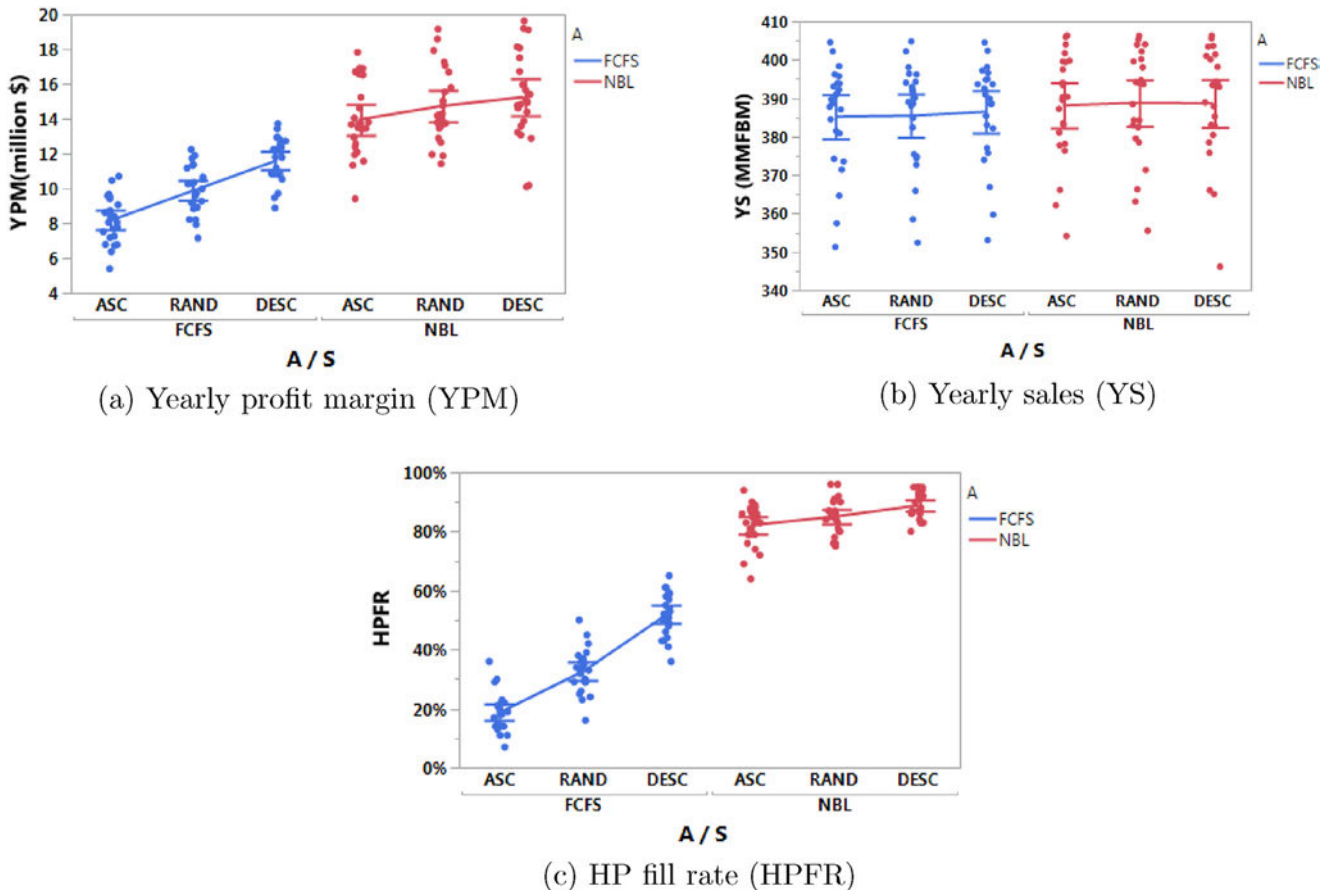 20
18
16
14
12
10
8
6
4
YPM(million $)
ASC RAND DESC ASC RAND DESC
FCFS NBL
A / S
A
FCFS
NBL
(a) Yearly profit margin (YPM)
410
400
390
380
370
360
350
340
YS (MMFBM)
ASC RAND DESC ASC RAND DESC
FCFS NBL
A / S
A
FCFS
NBL
(b) Yearly sales (YS)
100%
80%
60%
40%
20%
0%
HPFR
ASC RAND DESC ASC RAND DESC
FCFS NBL
A / S
A
FCFS
NBL
(c) HP fill rate (HPFR)